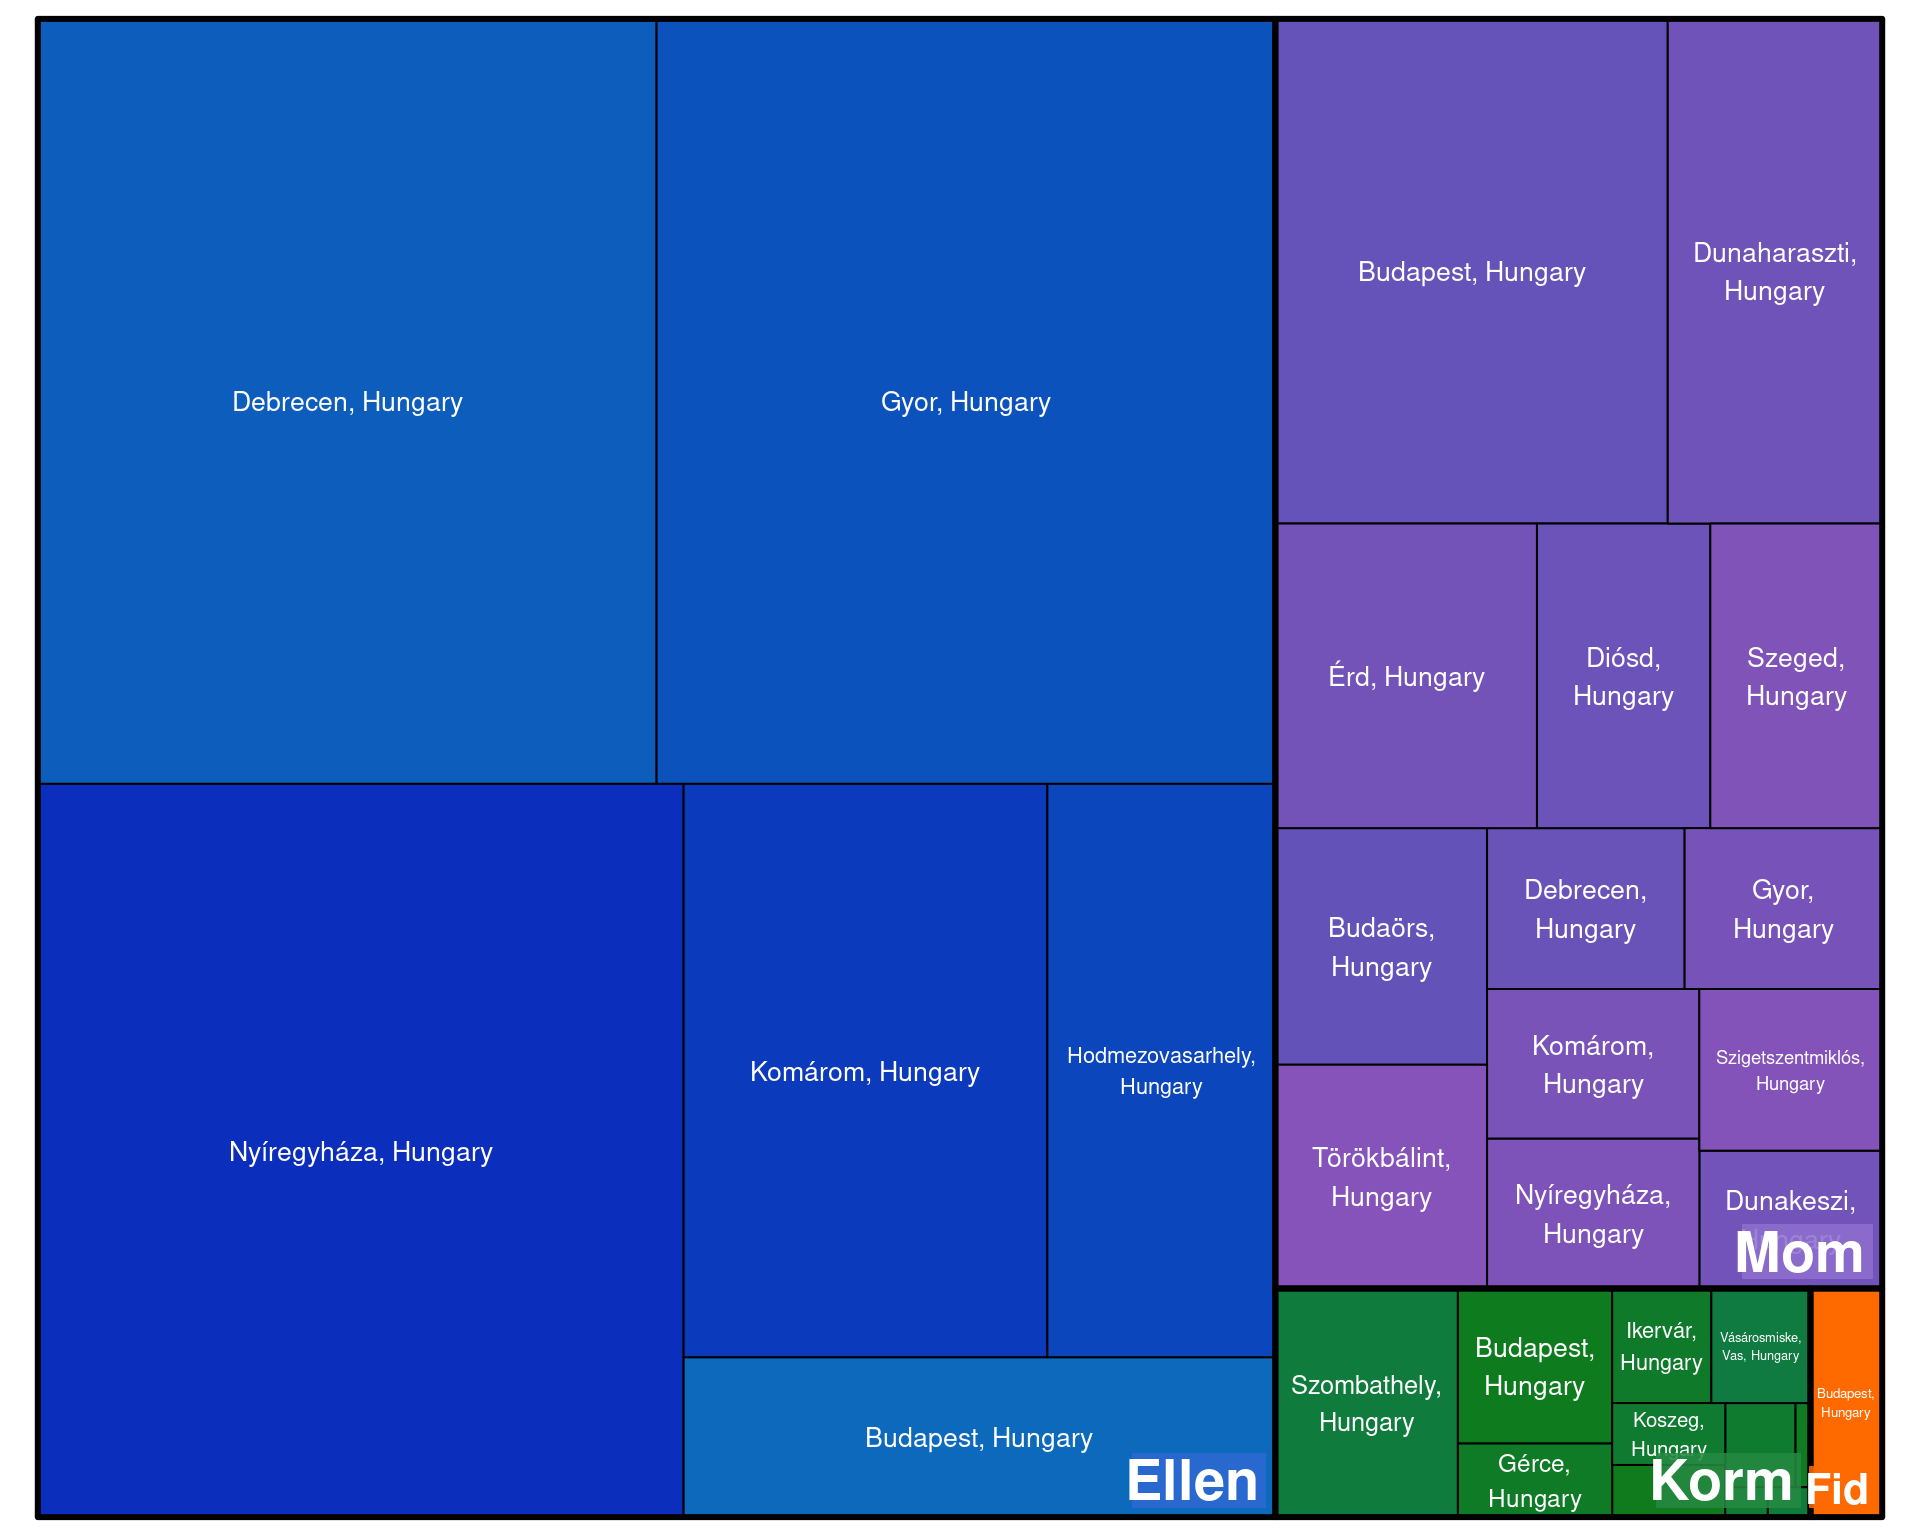 Debrecen, Hungary
Gyor, Hungary
Nyíregyháza, Hungary
Komárom, Hungary
Hodmezovasarhely,
Hungary
Budapest, Hungary
Ellen
Budapest, Hungary
Dunaharaszti,
Hungary
Érd, Hungary
Diósd,
Hungary
Szeged,
Hungary
Budaörs,
Hungary
Debrecen,
Hungary
Gyor,
Hungary
Komárom,
Hungary
Szigetszentmiklós,
Hungary
Törökbálint,
Hungary
Nyíregyháza,
Hungary
Dunakeszi,
Hungary
Mom
Szombathely,
Hungary
Budapest,
Hungary
Gérce,
Hungary
Ikervár,
Hungary
Vásárosmiske,
Vas, Hungary
Koszeg,
Hungary
Korm
Budapest,
Hungary
Fid